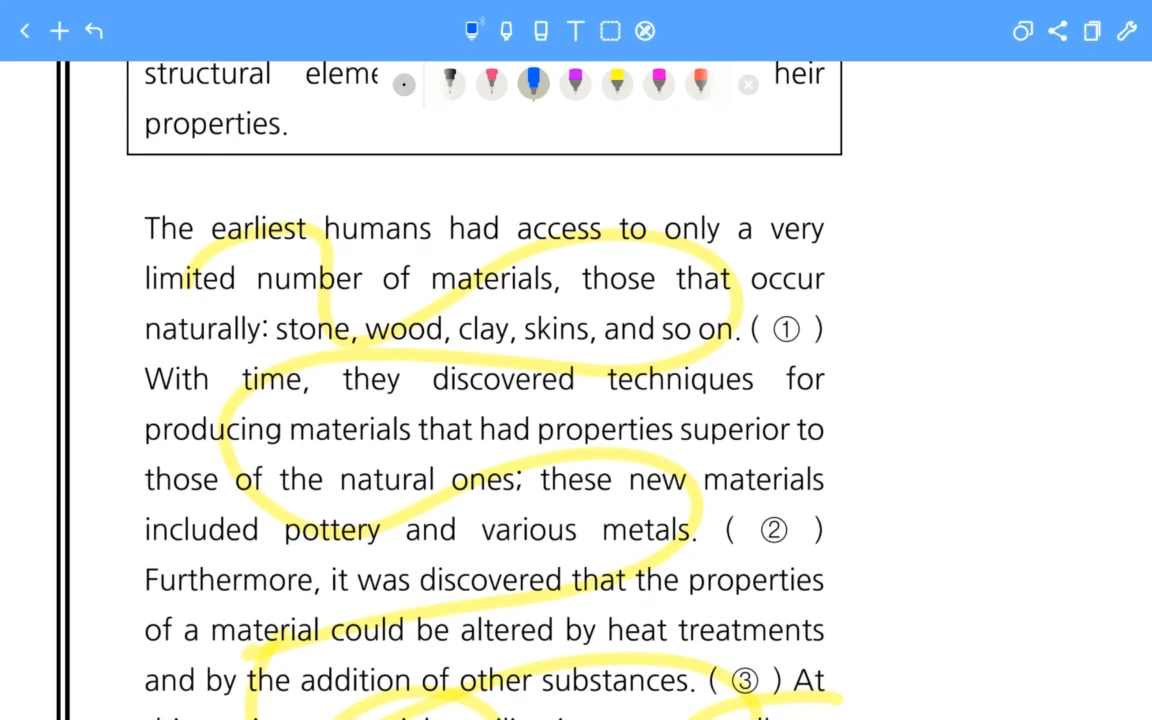 structural
heir
properties.
The earliest humans had access to only a very
limited number of materials, those that occur
naturally: stone, wood, clay, skins, and so on. ( ① )
With time, they discovered techniques for
producing materials that had properties superior to
those of the natural ones; these new materials
included pottery and various metals. ( ② )
Furthermore, it was discovered that the properties
of a material could be altered by heat treatments
and by the addition of other substances. ( ③ ) At